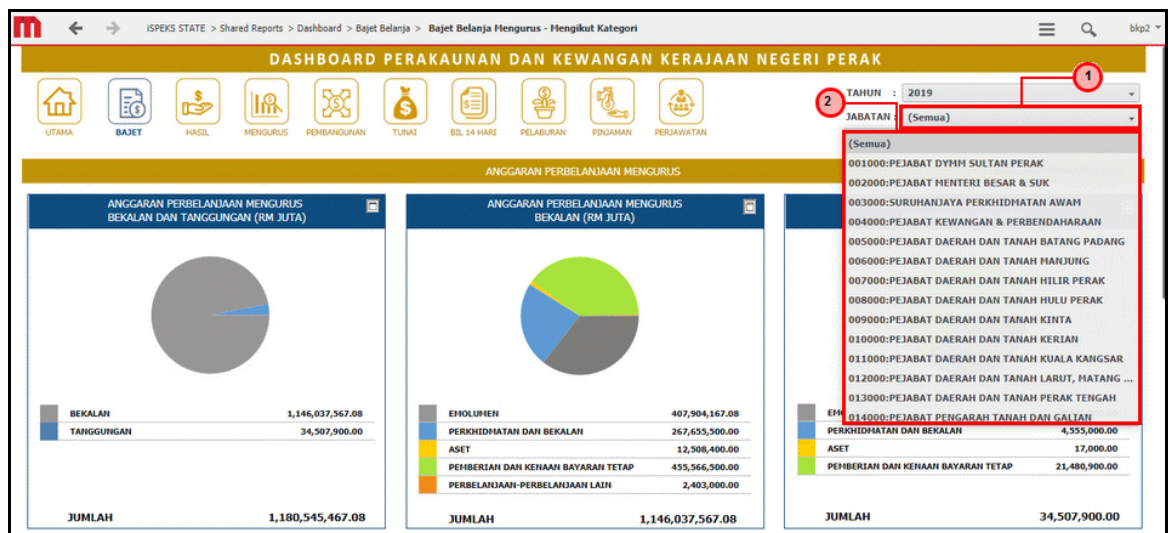 iSPEKS STATE > Shared Reports > Dashboard > Bajet Belanja > Bajet Belanja Mengurus - Mengikut Kategori
bkp2
DASHBOARD PERAKAUNAN DAN KEWANGAN KERAJAAN NEGERI PERAK
1
TAHUN : 2019
2
JABATAN : (Semua)
UTAMA BAJET HASIL MENGURUS PEMBANGUNAN TUNAI BIL 14 HARI PELABURAN PINJAMAN PERJAWATAN
(Semua)
001000:PEJABAT DYMM SULTAN PERAK
002000:PEJABAT MENTERI BESAR & SUK
003000:SURUHANJAYA PERKHIDMATAN AWAM
004000:PEJABAT KEWANGAN & PERBENDAHARAAN
005000:PEJABAT DAERAH DAN TANAH BATANG PADANG
006000:PEJABAT DAERAH DAN TANAH MANJUNG
007000:PEJABAT DAERAH DAN TANAH HILIR PERAK
008000:PEJABAT DAERAH DAN TANAH HULU PERAK
009000:PEJABAT DAERAH DAN TANAH KINTA
010000:PEJABAT DAERAH DAN TANAH KERIAN
011000:PEJABAT DAERAH DAN TANAH KUALA KANGSAR
012000:PEJABAT DAERAH DAN TANAH LARUT, MATANG ...
013000:PEJABAT DAERAH DAN TANAH PERAK TENGAH
014000:PEJABAT PENGARAH TANAH DAN GALIAN
ANGGARAN PERBELANJAAN MENGURUS
ANGGARAN PERBELANJAAN MENGURUS
BEKALAN DAN TANGGUNGAN (RM JUTA)
BEKALAN 1,146,037,567.08
TANGGUNGAN 34,507,900.00
JUMLAH 1,180,545,467.08
ANGGARAN PERBELANJAAN MENGURUS
BEKALAN (RM JUTA)
EMOLUMEN 407,904,167.08
PERKHIDMATAN DAN BEKALAN 267,655,500.00
ASET 12,508,400.00
PEMBERIAN DAN KENAAN BAYARAN TETAP 455,566,500.00
PERBELANJAAN-PERBELANJAAN LAIN 2,403,000.00
JUMLAH 1,146,037,567.08
PERKHIDMATAN DAN BEKALAN 4,555,000.00
ASET 17,000.00
PEMBERIAN DAN KENAAN BAYARAN TETAP 21,480,900.00
JUMLAH 34,507,900.00